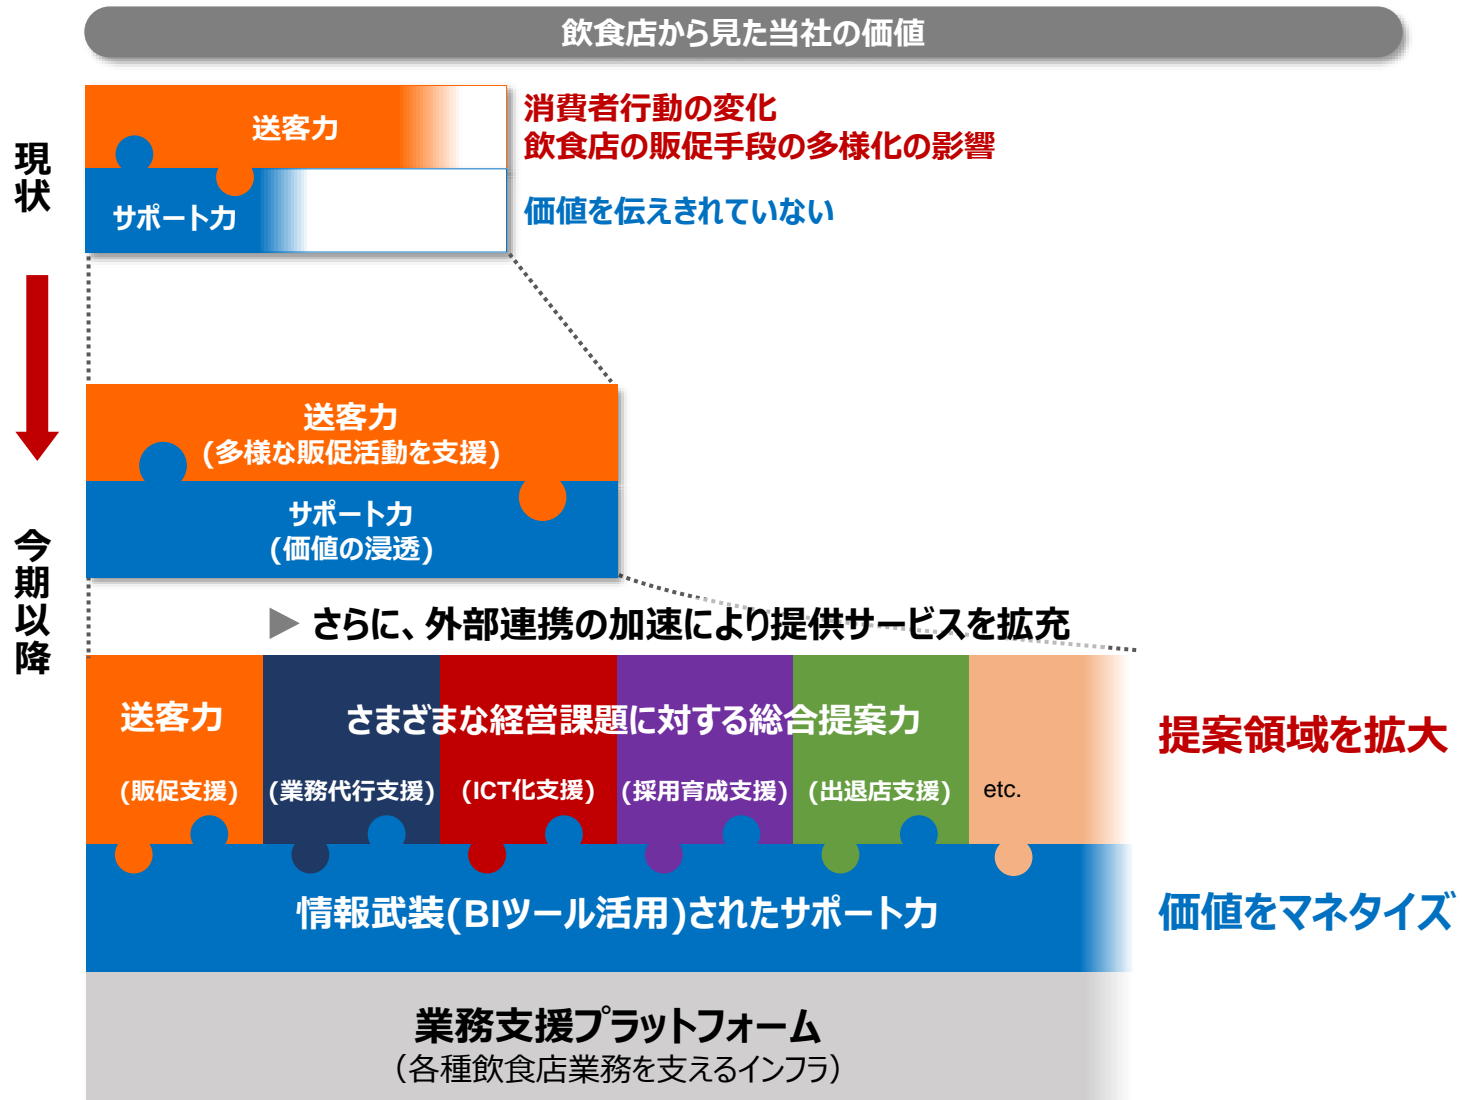 飲食店から見た当社の価値
現状
送客力
消費者行動の変化
飲食店の販促手段の多様化の影響
サポート力
価値を伝えきれていない
今期以降
送客力
(多様な販促活動を支援)
サポート力
(価値の浸透)
▶ さらに、外部連携の加速により提供サービスを拡充
送客力
さまざまな経営課題に対する総合提案力
提案領域を拡大
(販促支援)
(業務代行支援)
(ICT化支援)
(採用育成支援)
(出退店支援)
etc.
情報武装(BIツール活用)されたサポート力
価値をマネタイズ
業務支援プラットフォーム
（各種飲食店業務を支えるインフラ）